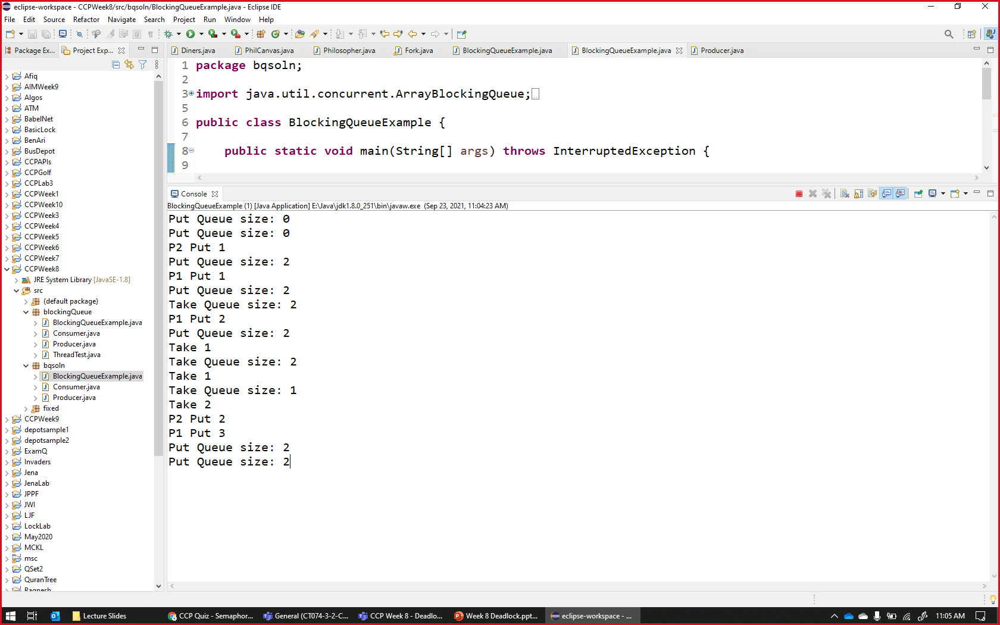 eclipse-workspace - CCPWeek8/src/bqsoln/BlockingQueueExample.java - Eclipse IDE
File Edit Source Refactor Navigate Search Project Run Window Help
Package Ex... Project Exp...
Diners.java PhilCanvas.java Philosopher.java Fork.java BlockingQueueExample.java BlockingQueueExample.java Producer.java
Afiq
AIMWeek9
Algos
ATM
BabelNet
BasicLock
BenAri
BusDepot
CCPAPIs
CCPGolf
CCPLab3
CCPWeek1
CCPWeek10
CCPWeek3
CCPWeek4
CCPWeek5
CCPWeek6
CCPWeek7
CCPWeek8
JRE System Library [JavaSE-1.8]
src
(default package)
blockingQueue
BlockingQueueExample.java
Consumer.java
Producer.java
ThreadTest.java
bqsoln
BlockingQueueExample.java
Consumer.java
Producer.java
fixed
CCPWeek9
depotsample1
depotsample2
ExamQ
Invaders
Jena
JenaLab
JPPF
JWI
LJF
LockLab
May2020
MCKL
msc
QSet2
QuranTree
Ragnesh
1 package bqsoln;
2
3 import java.util.concurrent.ArrayBlockingQueue;
5
6 public class BlockingQueueExample {
7
8 public static void main(String[] args) throws InterruptedException {
9
Console
BlockingQueueExample (1) [Java Application] E:\Java\jdk1.8.0_251\bin\javaw.exe (Sep 23, 2021, 11:04:23 AM)
Put Queue size: 0
Put Queue size: 0
P2 Put 1
Put Queue size: 2
P1 Put 1
Put Queue size: 2
Take Queue size: 2
P1 Put 2
Put Queue size: 2
Take 1
Take Queue size: 2
Take 1
Take Queue size: 1
Take 2
P2 Put 2
P1 Put 3
Put Queue size: 2
Put Queue size: 2
Lecture Slides CCP Quiz - Semaphor... General (CT074-3-2-C... CCP Week 8 - Deadlo... Week 8 Deadlock.ppt... eclipse-workspace - ... 11:05 AM